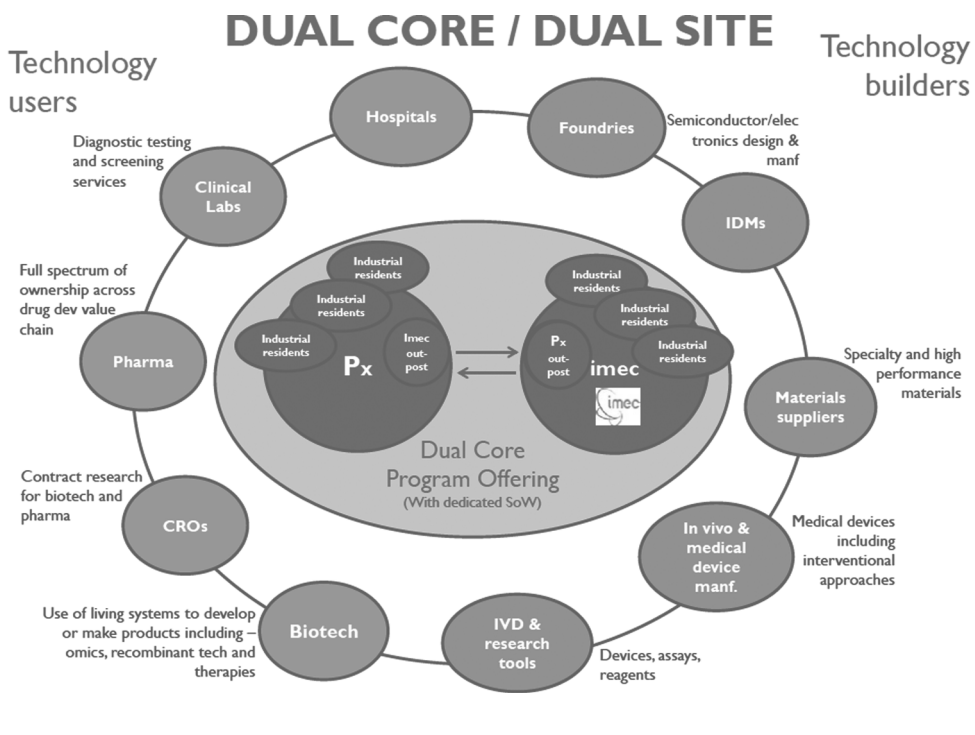 DUAL CORE / DUAL SITE
Technology
users
Technology
builders
Hospitals
Foundries
Semiconductor/elec
tronics design &
manf
Diagnostic testing
and screening
services
Clinical
Labs
IDMs
Full spectrum of
ownership across
drug dev value
chain
Pharma
Industrial
residents
Industrial
residents
Industrial
residents
Imec
out-
post
Px
Industrial
residents
Industrial
residents
Industrial
residents
Px
out-
post
imec
imec
Specialty and high
performance
materials
Materials
suppliers
Dual Core
Program Offering
(With dedicated SoW)
Contract research
for biotech and
pharma
CROs
In vivo &
medical
device
manf.
Medical devices
including
interventional
approaches
Use of living systems to develop
or make products including –
omics, recombinant tech and
therapies
Biotech
IVD &
research
tools
Devices, assays,
reagents